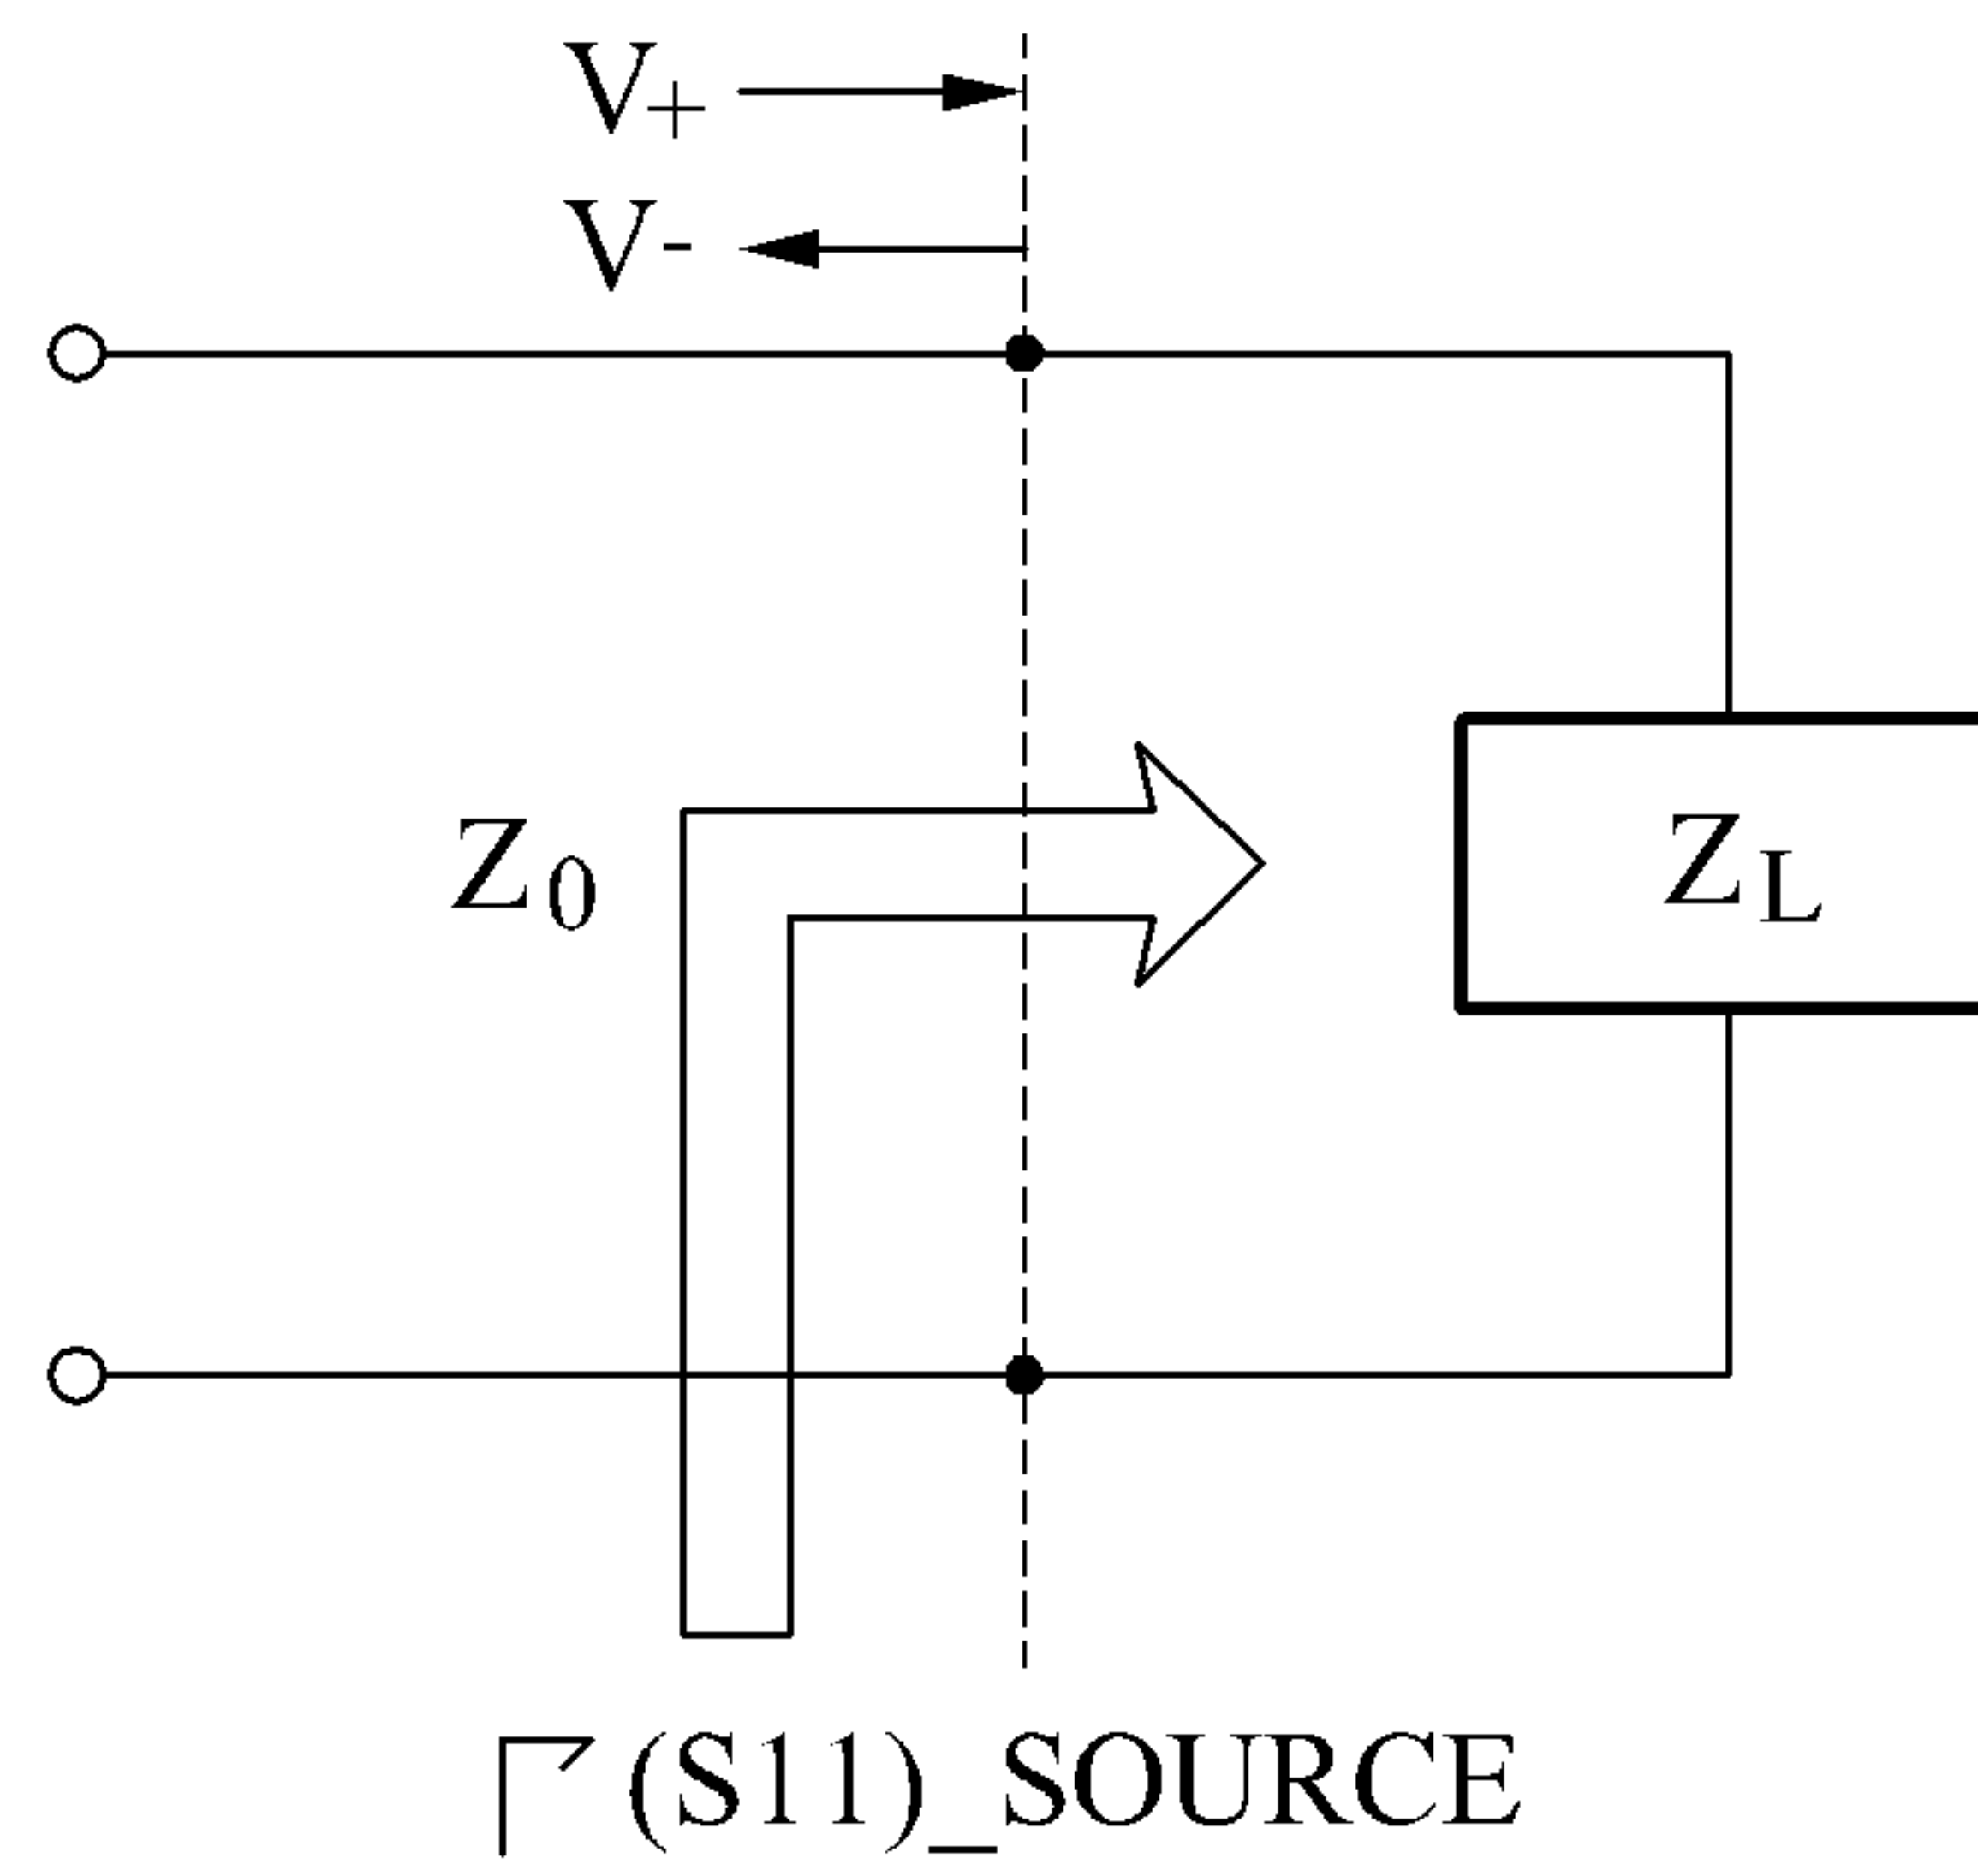 V+
V-
Z0
ZL
Γ(S11)_SOURCE